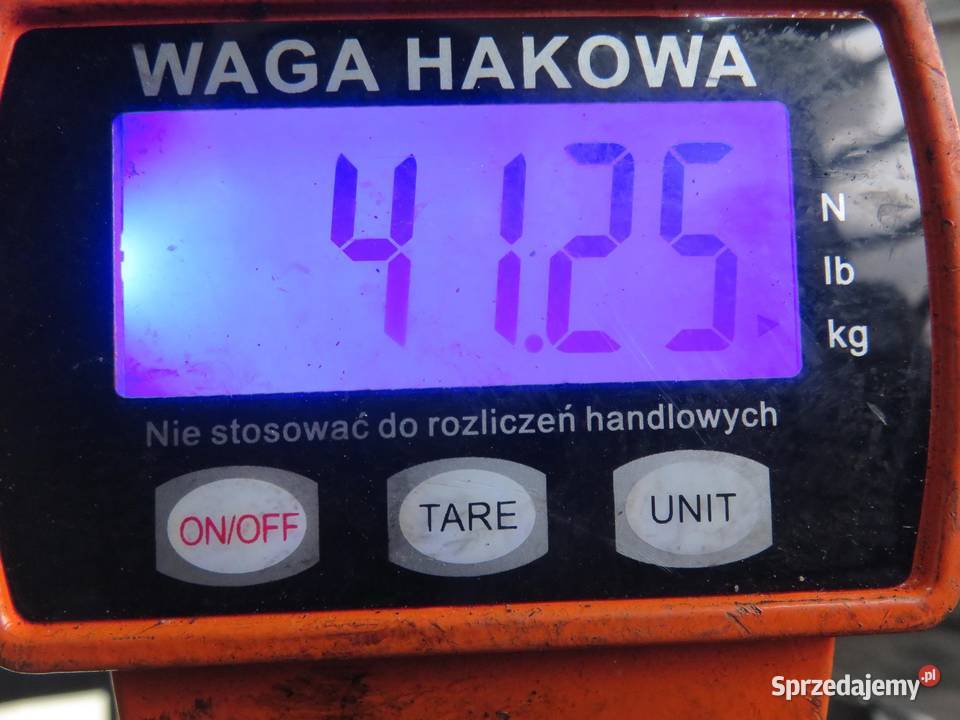 WAGA HAKOWA
41.25
N
lb
kg
Nie stosować do rozliczeń handlowych
ON/OFF
TARE
UNIT
Sprzedajemy.pl